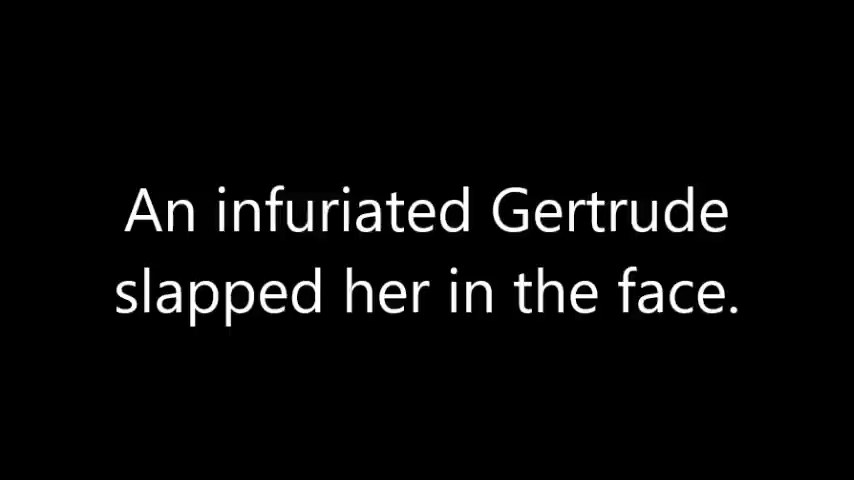 An infuriated Gertrude
slapped her in the face.